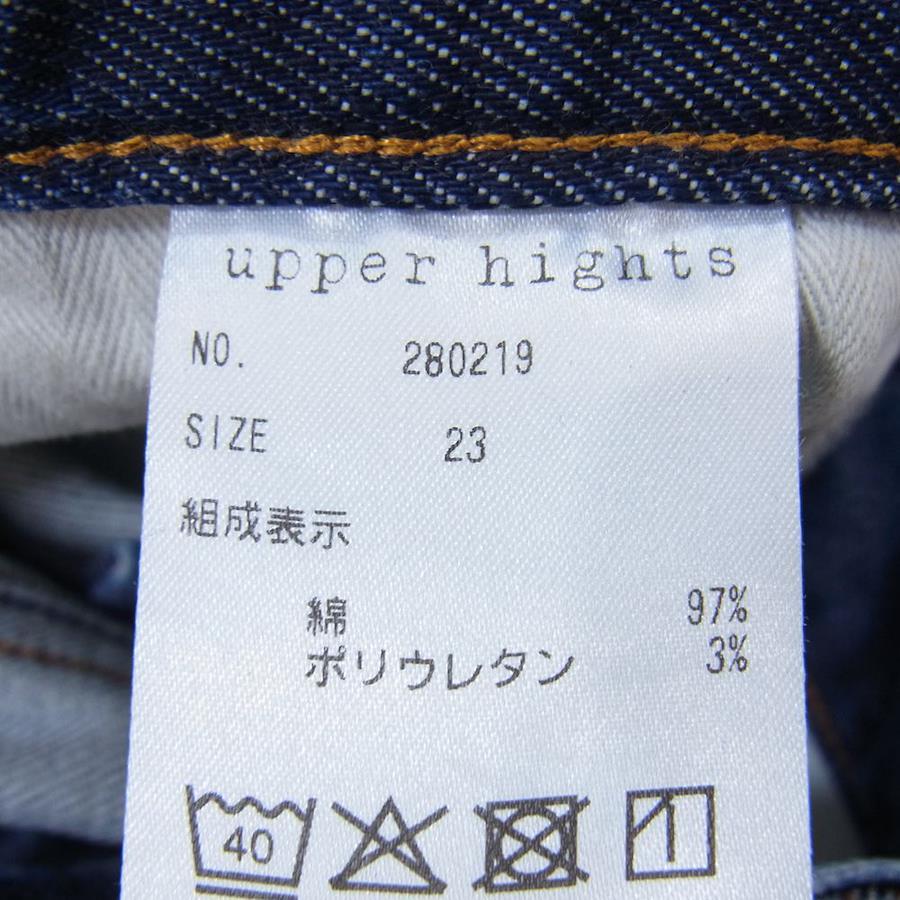 upper hights
NO. 280219
SIZE 23
組成表示
綿 97%
ポリウレタン 3%
40